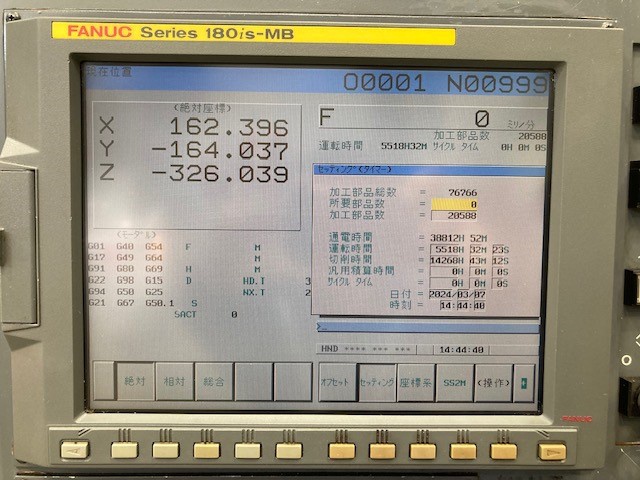 FANUC Series 180is-MB
現在位置
O0001 N00999
(絶対座標)
X 162.396
Y -164.037
Z -326.039
F 0 ミリ/分
加工部品数 20588
運転時間 5518H32M サイクル タイム 0H 0M 0S
(モーダル)
G01 G40 G54 F M
G17 G49 G64 M
G91 G80 G69 H M
G22 G98 G15 D HD.T 3
G94 G50 G25 NX.T 2
G21 G67 G50.1 S
SACT 0
セッティング(タイマー)
加工部品総数 = 76766
所要部品数 = 0
加工部品数 = 20588
通電時間 = 38812H 52M
運転時間 = 5518H 32M 23S
切削時間 = 14268H 43M 12S
汎用積算時間 = 0H 0M 0S
サイクル タイム = 0H 0M 0S
日付 = 2024/03/07
時刻 = 14:44:40
HND **** *** *** 14:44:40
絶対 相対 総合 オフセット セッティング 座標系 (操作)
FANUC